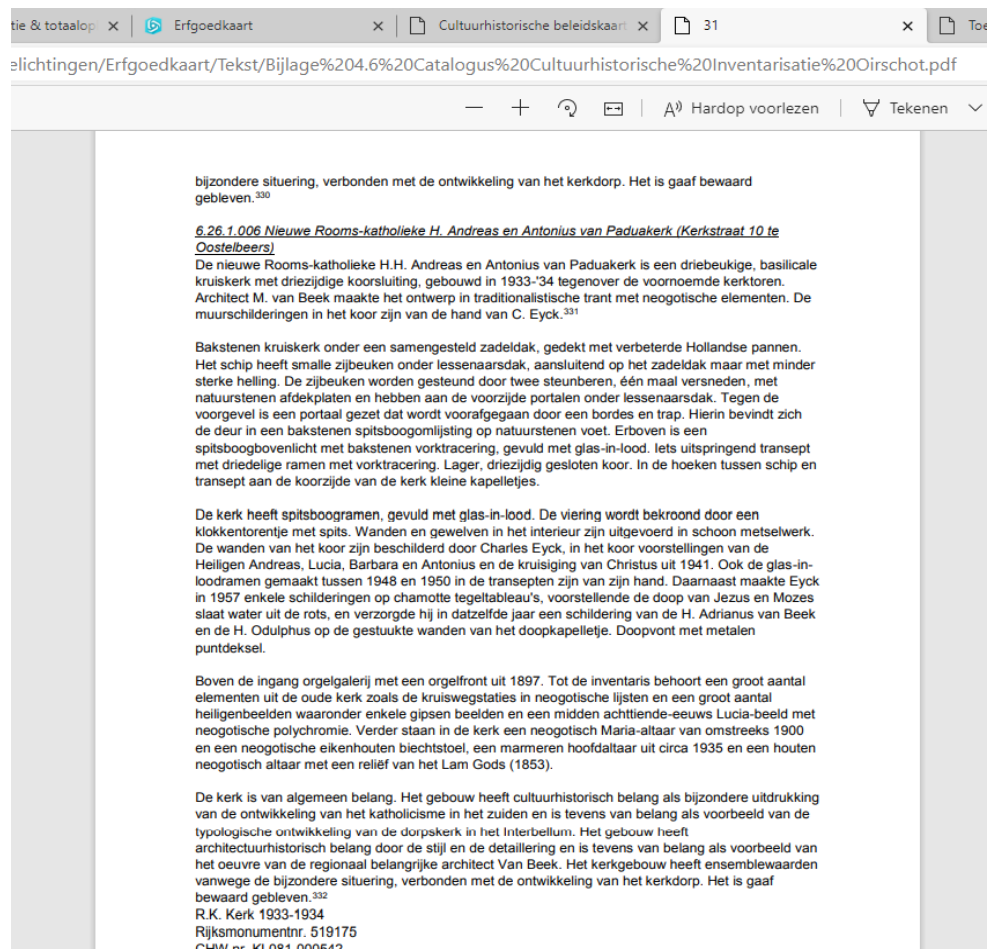 tie & totaalop
Erfgoedkaart
Cultuurhistorische beleidskaart
31
Toe
elichtingen/Erfgoedkaart/Tekst/Bijlage%204.6%20Catalogus%20Cultuurhistorische%20Inventarisatie%20Oirschot.pdf
Hardop voorlezen
Tekenen
bijzondere situering, verbonden met de ontwikkeling van het kerkdorp. Het is gaaf bewaard
gebleven.330
6.26.1.006 Nieuwe Rooms-katholieke H. Andreas en Antonius van Paduakerk (Kerkstraat 10 te
Oostelbeers)
De nieuwe Rooms-katholieke H.H. Andreas en Antonius van Paduakerk is een driebeukige, basilicale
kruiskerk met driezijdige koorsluiting, gebouwd in 1933-'34 tegenover de voornoemde kerktoren.
Architect M. van Beek maakte het ontwerp in traditionalistische trant met neogotische elementen. De
muurschilderingen in het koor zijn van de hand van C. Eyck.331
Bakstenen kruiskerk onder een samengesteld zadeldak, gedekt met verbeterde Hollandse pannen.
Het schip heeft smalle zijbeuken onder lessenaarsdak, aansluitend op het zadeldak maar met minder
sterke helling. De zijbeuken worden gesteund door twee steunberen, één maal versneden, met
natuurstenen afdekplaten en hebben aan de voorzijde portalen onder lessenaarsdak. Tegen de
voorgevel is een portaal gezet dat wordt voorafgegaan door een bordes en trap. Hierin bevindt zich
de deur in een bakstenen spitsboogomlijsting op natuurstenen voet. Erboven is een
spitsboogbovenlicht met bakstenen vorktracering, gevuld met glas-in-lood. Iets uitspringend transept
met driedelige ramen met vorktracering. Lager, driezijdig gesloten koor. In de hoeken tussen schip en
transept aan de koorzijde van de kerk kleine kapelletjes.
De kerk heeft spitsboogramen, gevuld met glas-in-lood. De viering wordt bekroond door een
klokkentorentje met spits. Wanden en gewelven in het interieur zijn uitgevoerd in schoon metselwerk.
De wanden van het koor zijn beschilderd door Charles Eyck, in het koor voorstellingen van de
Heiligen Andreas, Lucia, Barbara en Antonius en de kruisiging van Christus uit 1941. Ook de glas-in-
loodramen gemaakt tussen 1948 en 1950 in de transepten zijn van zijn hand. Daarnaast maakte Eyck
in 1957 enkele schilderingen op chamotte tegeltableau's, voorstellende de doop van Jezus en Mozes
slaat water uit de rots, en verzorgde hij in datzelfde jaar een schildering van de H. Adrianus van Beek
en de H. Odulphus op de gestuukte wanden van het doopkapelletje. Doopvont met metalen
puntdeksel.
Boven de ingang orgelgalerij met een orgelfront uit 1897. Tot de inventaris behoort een groot aantal
elementen uit de oude kerk zoals de kruiswegstaties in neogotische lijsten en een groot aantal
heiligenbeelden waaronder enkele gipsen beelden en een midden achttiende-eeuws Lucia-beeld met
neogotische polychromie. Verder staan in de kerk een neogotisch Maria-altaar van omstreeks 1900
en een neogotische eikenhouten biechtstoel, een marmeren hoofdaltaar uit circa 1935 en een houten
neogotisch altaar met een reliëf van het Lam Gods (1853).
De kerk is van algemeen belang. Het gebouw heeft cultuurhistorisch belang als bijzondere uitdrukking
van de ontwikkeling van het katholicisme in het zuiden en is tevens van belang als voorbeeld van de
typologische ontwikkeling van de dorpskerk in het Interbellum. Het gebouw heeft
architectuurhistorisch belang door de stijl en de detaillering en is tevens van belang als voorbeeld van
het oeuvre van de regionaal belangrijke architect Van Beek. Het kerkgebouw heeft ensemblewaarden
vanwege de bijzondere situering, verbonden met de ontwikkeling van het kerkdorp. Het is gaaf
bewaard gebleven.332
R.K. Kerk 1933-1934
Rijksmonumentnr. 519175
CHW nr. KL081-000542